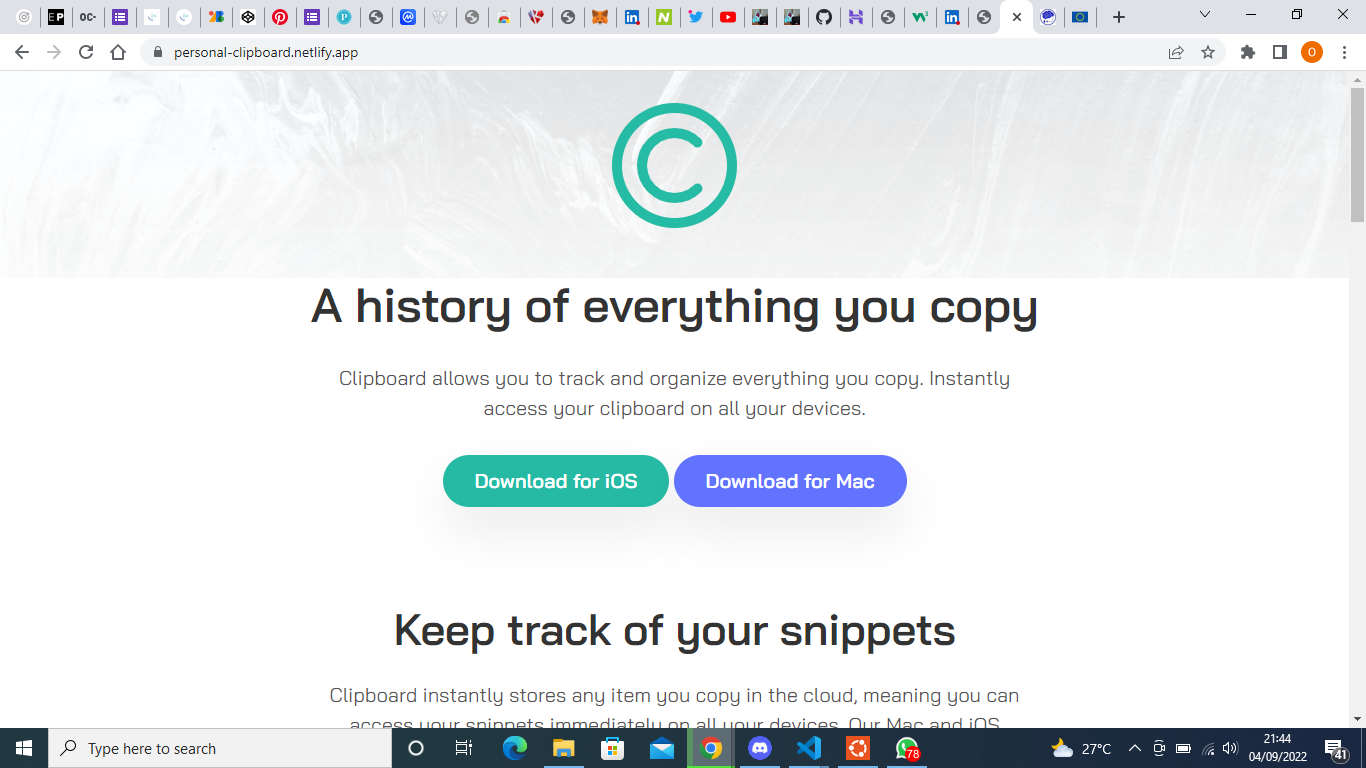 EP
OC-
personal-clipboard.netlify.app
O
C
A history of everything you copy
Clipboard allows you to track and organize everything you copy. Instantly
access your clipboard on all your devices.
Download for iOS
Download for Mac
Keep track of your snippets
Clipboard instantly stores any item you copy in the cloud, meaning you can
access your snippets immediately on all your devices. Our Mac and iOS
Type here to search
78
27°C
21:44
04/09/2022
41